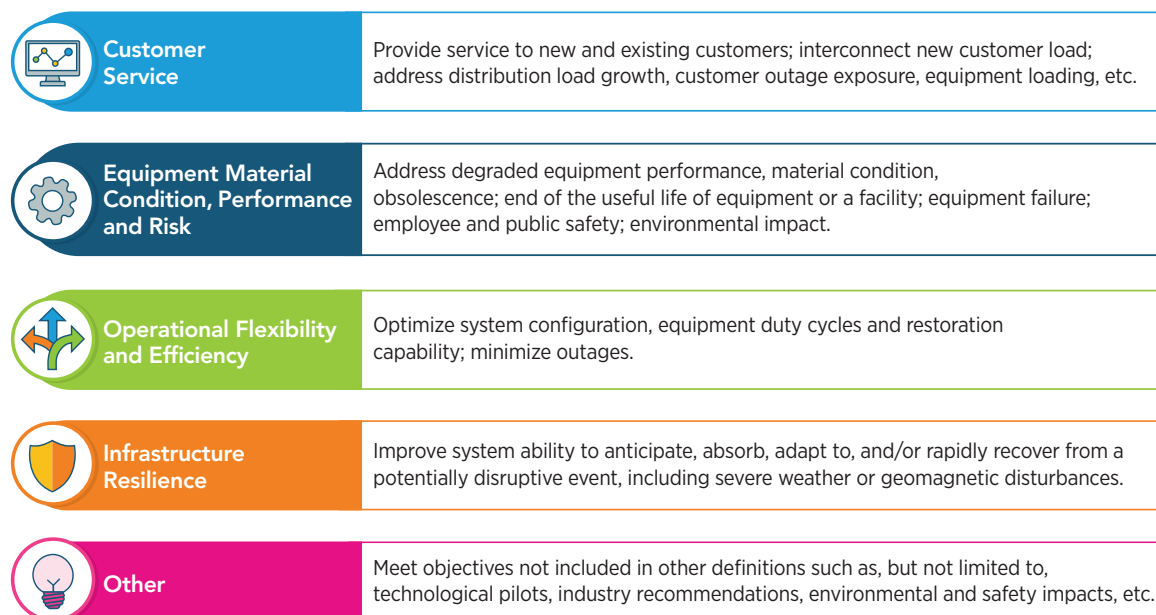 Customer
Service
Provide service to new and existing customers; interconnect new customer load;
address distribution load growth, customer outage exposure, equipment loading, etc.
Equipment Material
Condition, Performance
and Risk
Address degraded equipment performance, material condition,
obsolescence; end of the useful life of equipment or a facility; equipment failure;
employee and public safety; environmental impact.
Operational Flexibility
and Efficiency
Optimize system configuration, equipment duty cycles and restoration
capability; minimize outages.
Infrastructure
Resilience
Improve system ability to anticipate, absorb, adapt to, and/or rapidly recover from a
potentially disruptive event, including severe weather or geomagnetic disturbances.
Other
Meet objectives not included in other definitions such as, but not limited to,
technological pilots, industry recommendations, environmental and safety impacts, etc.